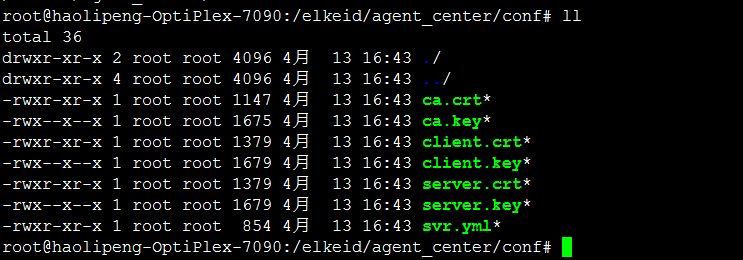 root@haolipeng-OptiPlex-7090:/elkeid/agent_center/conf# ll
total 36
drwxr-xr-x 2 root root 4096 4月  13 16:43 ./
drwxr-xr-x 4 root root 4096 4月  13 16:43 ../
-rwxr-xr-x 1 root root 1147 4月  13 16:43 ca.crt*
-rwx--x--x 1 root root 1675 4月  13 16:43 ca.key*
-rwxr-xr-x 1 root root 1379 4月  13 16:43 client.crt*
-rwx--x--x 1 root root 1679 4月  13 16:43 client.key*
-rwxr-xr-x 1 root root 1379 4月  13 16:43 server.crt*
-rwx--x--x 1 root root 1679 4月  13 16:43 server.key*
-rwxr-xr-x 1 root root  854 4月  13 16:43 svr.yml*
root@haolipeng-OptiPlex-7090:/elkeid/agent_center/conf#